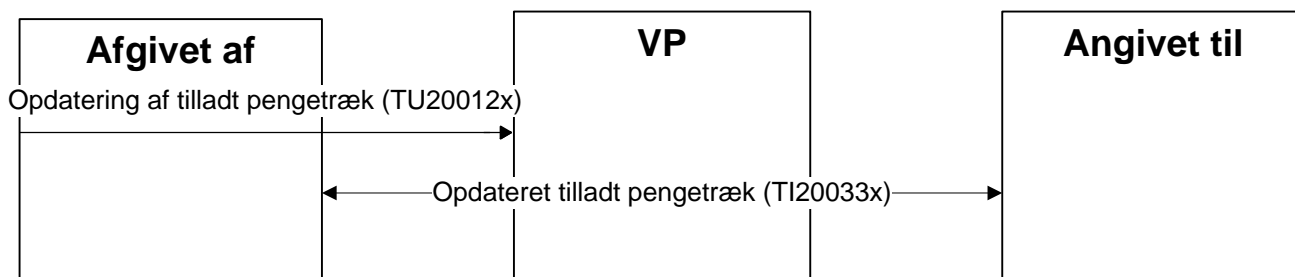 Afgivet af
VP
Angivet til
Opdatering af tilladt pengetræk (TU20012x)
Opdateret tilladt pengetræk (TI20033x)